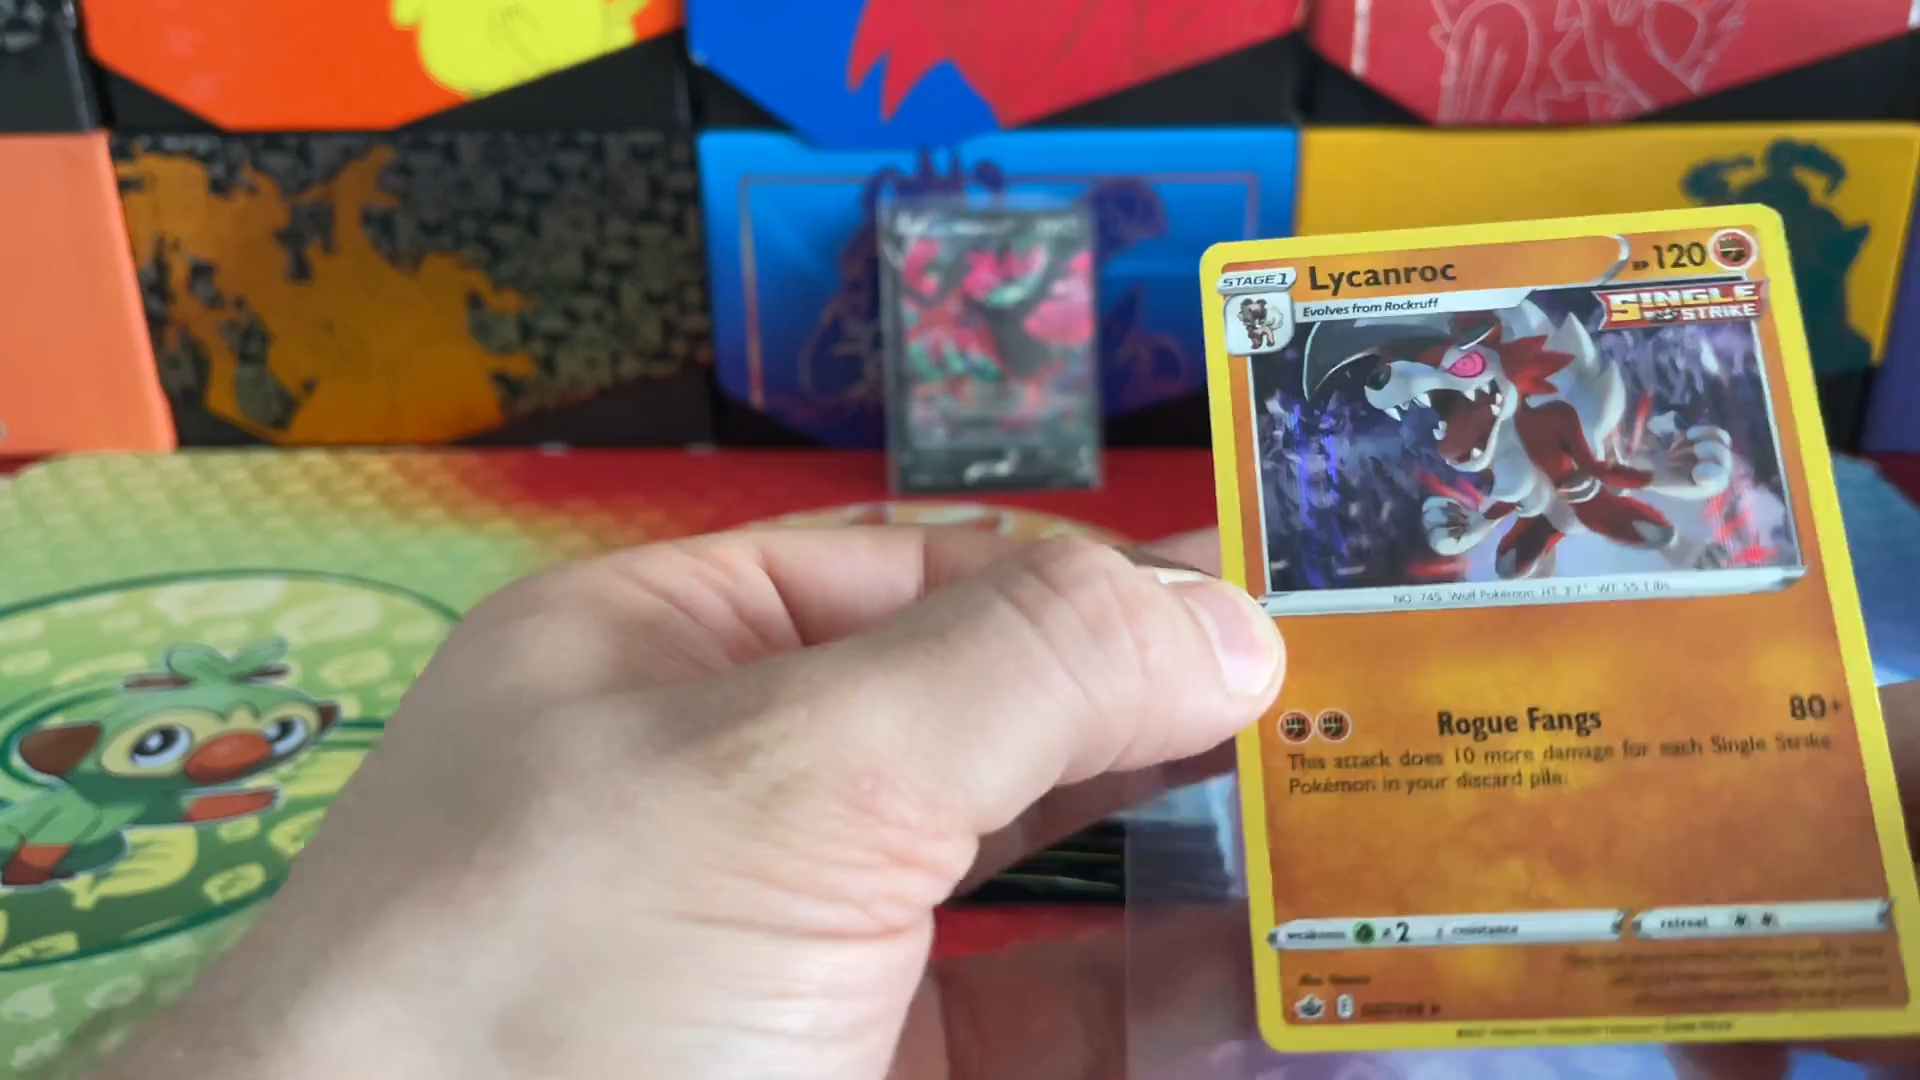 STAGE 1
Lycanroc
HP 120
Evolves from Rockruff
SINGLE
STRIKE
NO. 745 Wolf Pokémon HT 3'7" WT 55.1 lbs
Rogue Fangs
80+
This attack does 10 more damage for each Single Strike
Pokémon in your discard pile.
weakness
×2
resistance
retreat